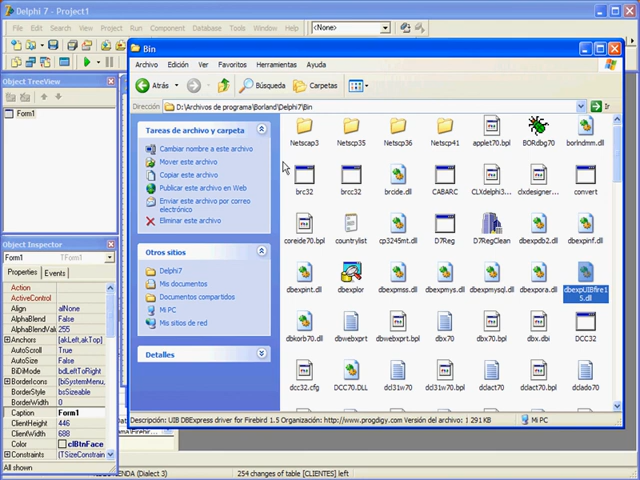 Delphi 7 - Project1
File Edit Search View Project Run Component Database Tools Window Help
<None>
Object TreeView
Form1
Object Inspector
Form1 TForm1
Properties Events
Action
ActiveControl
Align alNone
AlphaBlend False
AlphaBlendValu 255
Anchors [akLeft,akTop]
AutoScroll True
AutoSize False
BiDiMode bdLeftToRight
BorderIcons [biSystemMenu,
BorderStyle bsSizeable
BorderWidth 0
Caption Form1
ClientHeight 446
ClientWidth 688
Color clBtnFace
Constraints (TSizeConstrain
All shown
Bin
Archivo Edición Ver Favoritos Herramientas Ayuda
Atrás Búsqueda Carpetas
Dirección D:\Archivos de programa\Borland\Delphi7\Bin Ir
Tareas de archivo y carpeta
Cambiar nombre a este archivo
Mover este archivo
Copiar este archivo
Publicar este archivo en Web
Enviar este archivo por correo
electrónico
Eliminar este archivo
Otros sitios
Delphi7
Mis documentos
Documentos compartidos
Mi PC
Mis sitios de red
Detalles
Netscap3 Netscp35 Netscp36 Netscp41 applet70.bpl BORdbg70 borlndmm.dll
brc32 brcc32 brcide.dll CABARC CLXdelphi3... clxdesigner... convert
coreide70.bpl countrylist cp3245mt.dll D7Reg D7RegClean dbexpdb2.dll dbexpinf.dll
dbexpint.dll dbexplor dbexpmss.dll dbexpmys.dll dbexpmysql.dll dbexpora.dll dbexpUIBfire1
5.dll
dbkorb70.dll dbwebxprt dbwebxprt.bpl dbx70 dbx70.bpl dbx.dbi DCC32
dcc32.cfg DCC70.DLL dcl31w70 dcl31w70.bpl dclact70 dclact70.bpl dclado70
Descripción: UIB DBExpress driver for Firebird 1.5 Organización: http://www.progdigy.com Versión del archivo: 1 291 KB Mi PC
(Dialect 3) 254 changes of table [CLIENTES] left